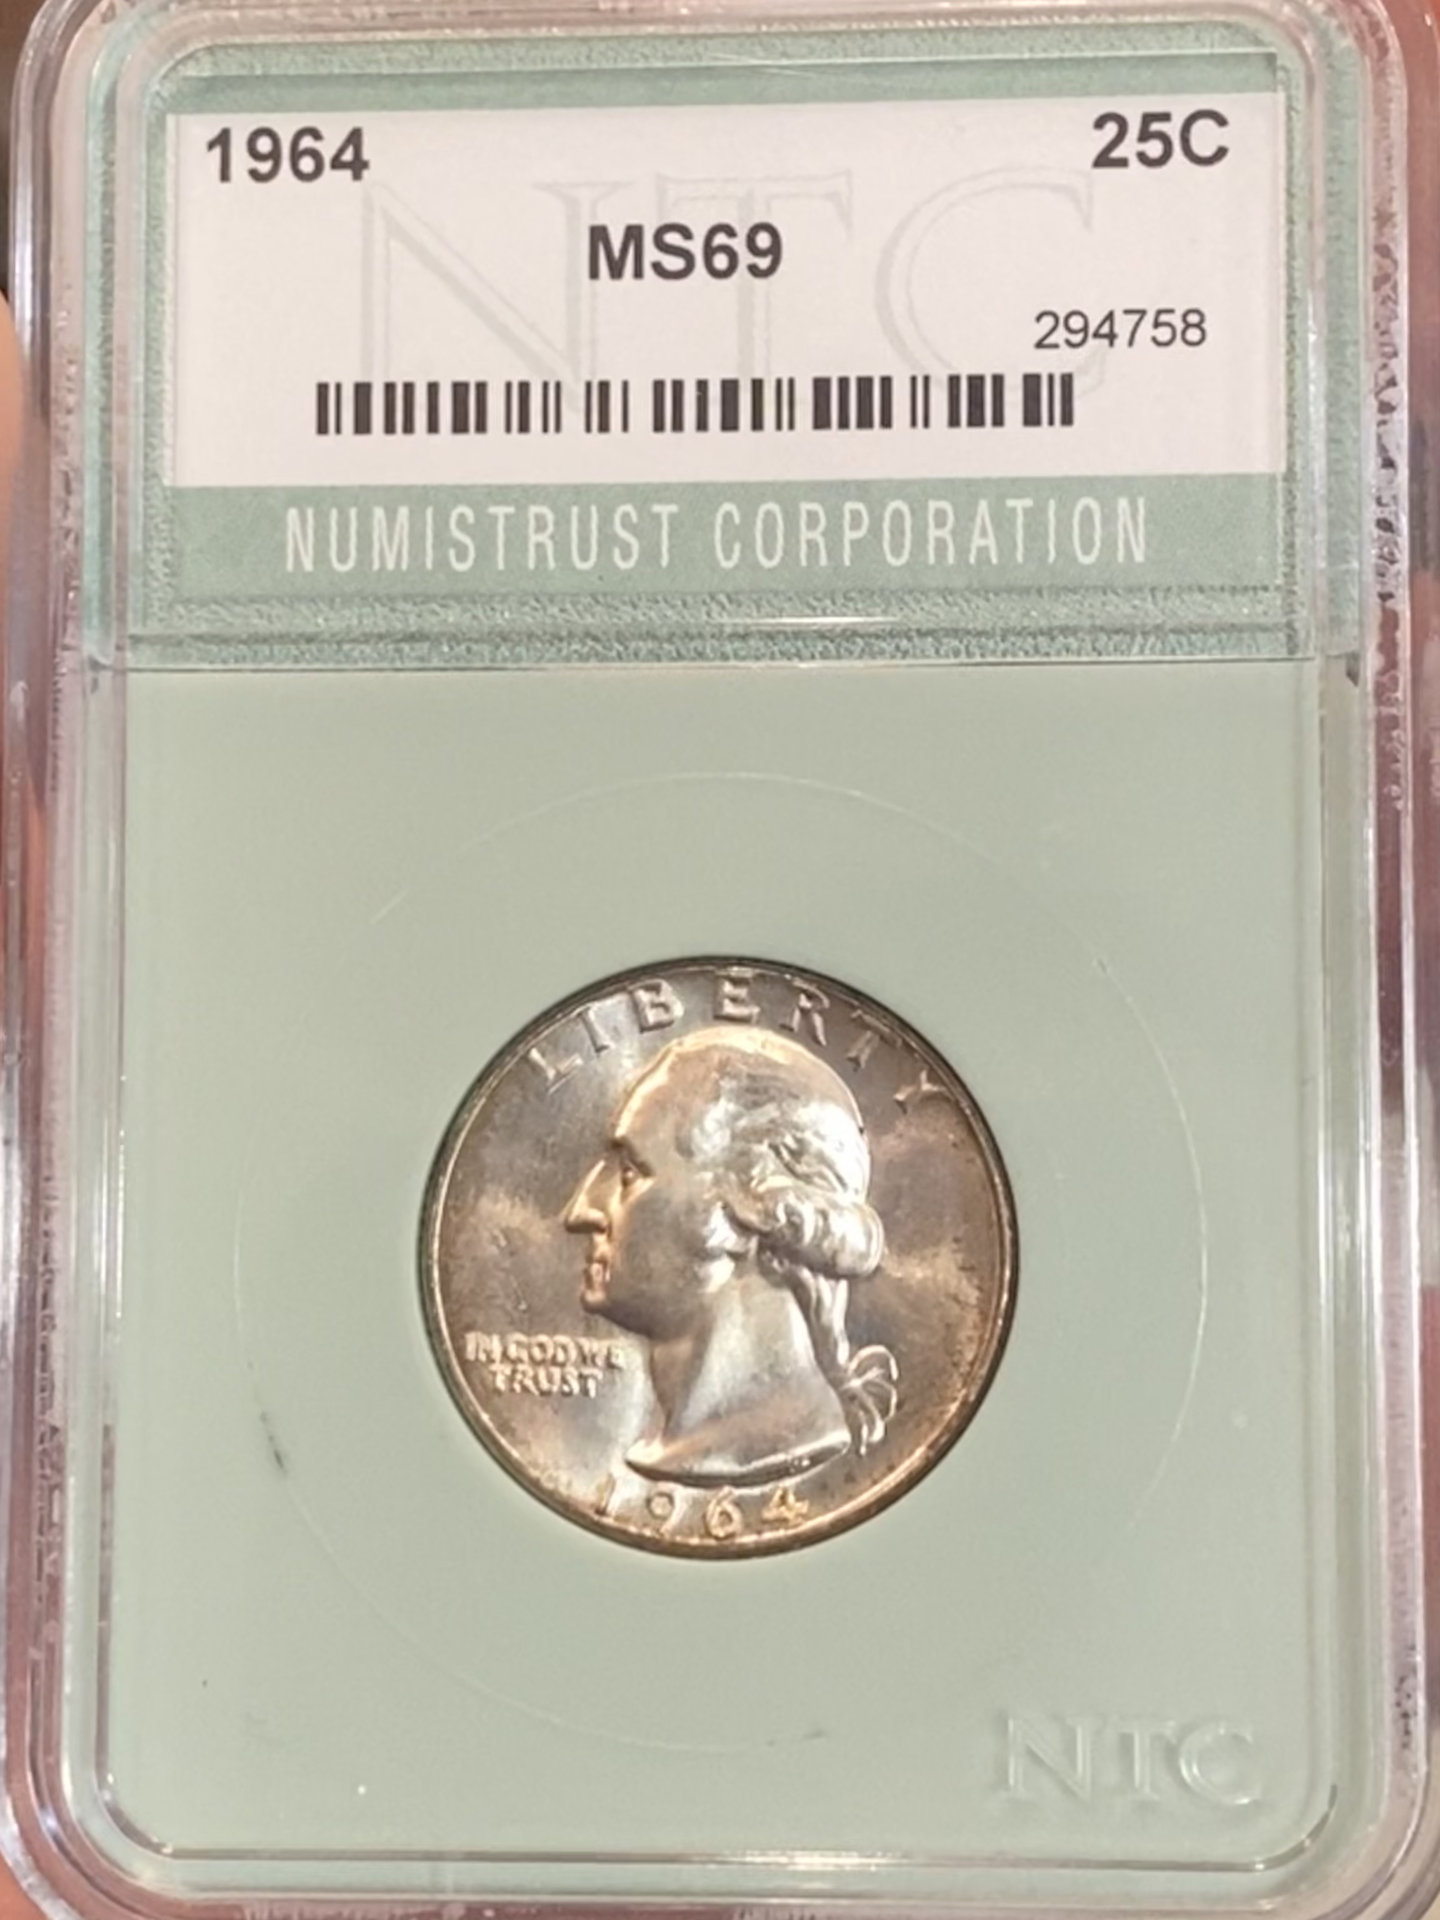 1964 25C
NTC
MS69
294758
NUMISTRUST CORPORATION
LIBERTY
IN GOD WE
TRUST
1964
NTC